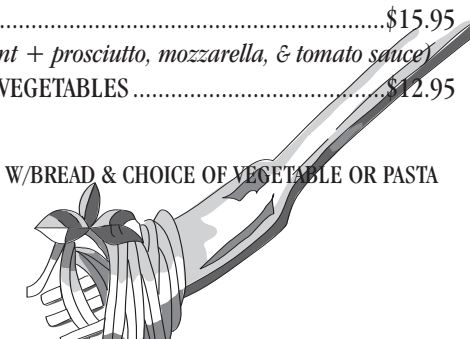 ....................................................$15.95
nt + prosciutto, mozzarella, & tomato sauce)
VEGETABLES.......................................$12.95
W/BREAD & CHOICE OF VEGETABLE OR PASTA